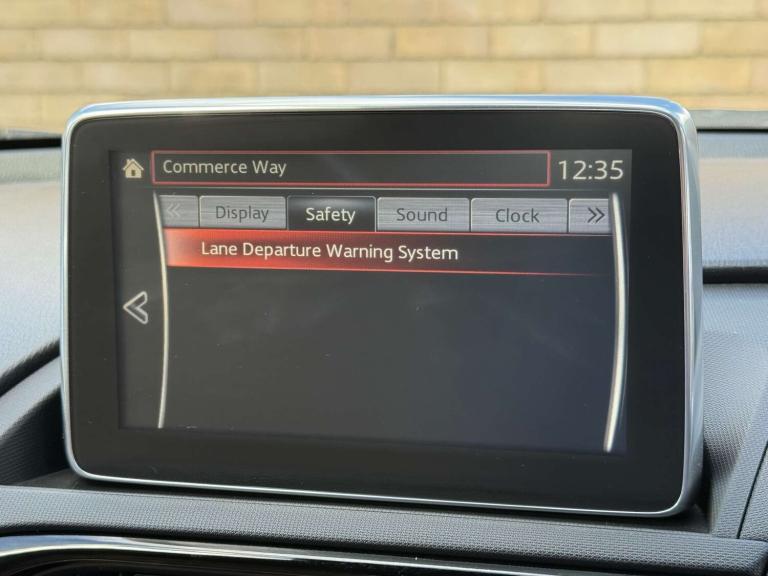 Commerce Way
12:35
Display Safety Sound Clock
Lane Departure Warning System